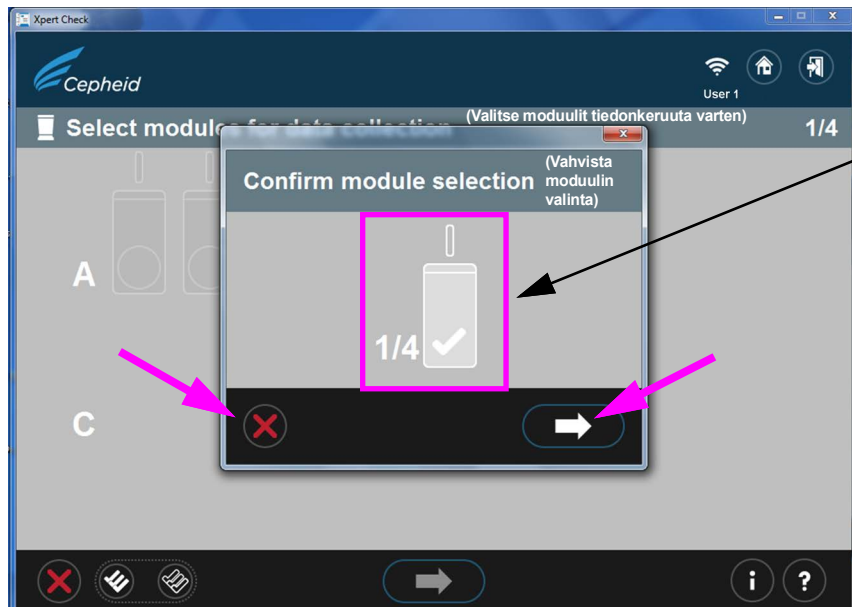 Xpert Check
Cepheid
User 1
Select modules for data collection (Valitse moduulit tiedonkeruuta varten) 1/4
Confirm module selection (Vahvista
moduulin
valinta)
A
1/4
C
i ?